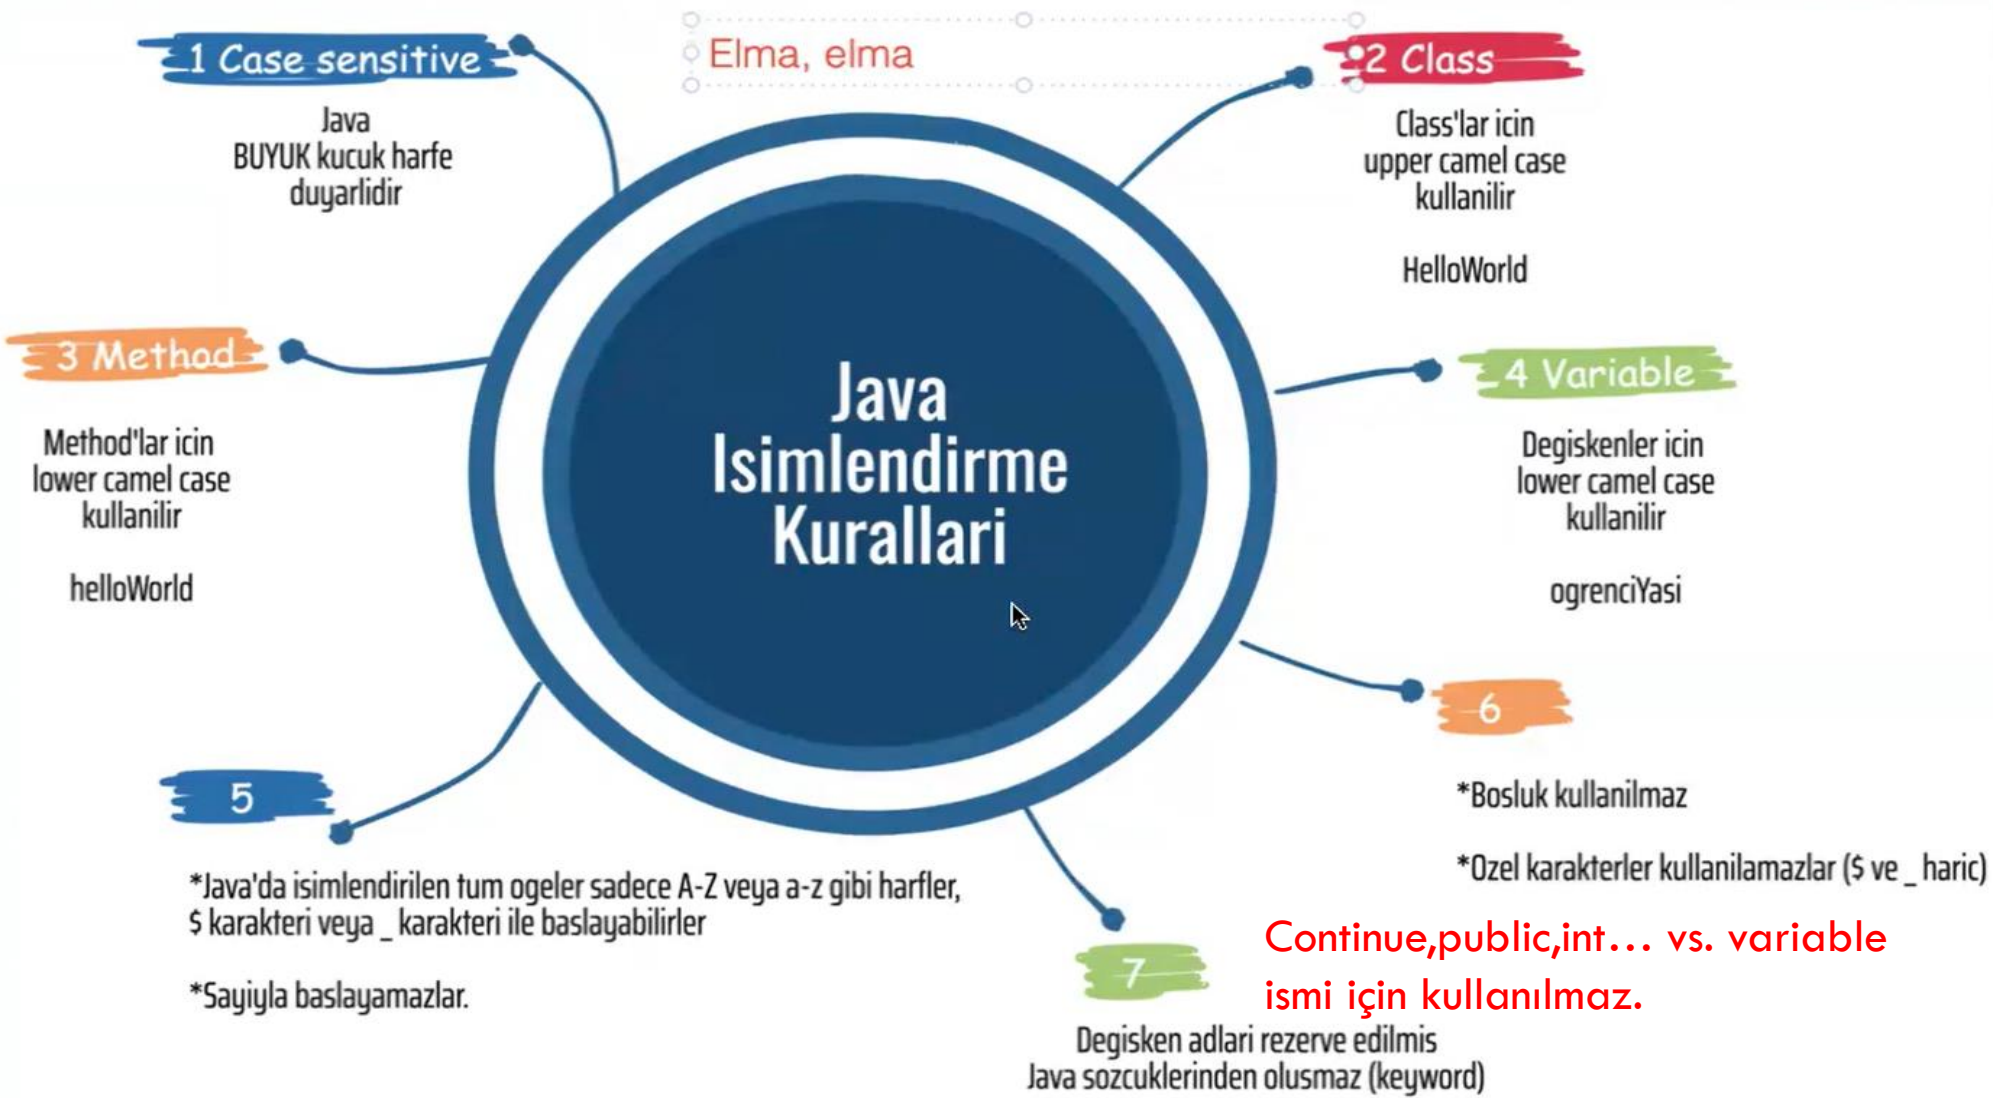 1 Case sensitive
Java
BUYUK kucuk harfe
duyarlidir
Elma, elma
2 Class
Class'lar icin
upper camel case
kullanilir
HelloWorld
3 Method
Method'lar icin
lower camel case
kullanilir
helloWorld
Java
Isimlendirme
Kurallari
4 Variable
Degiskenler icin
lower camel case
kullanilir
ogrenciYasi
5
*Java'da isimlendirilen tum ogeler sadece A-Z veya a-z gibi harfler,
$ karakteri veya _ karakteri ile baslayabilirler
*Sayiyla baslayamazlar.
6
*Bosluk kullanilmaz
*Ozel karakterler kullanilamazlar ($ ve _ haric)
7
Continue,public,int... vs. variable
ismi için kullanılmaz.
Degisken adlari rezerve edilmis
Java sozcuklerinden olusmaz (keyword)